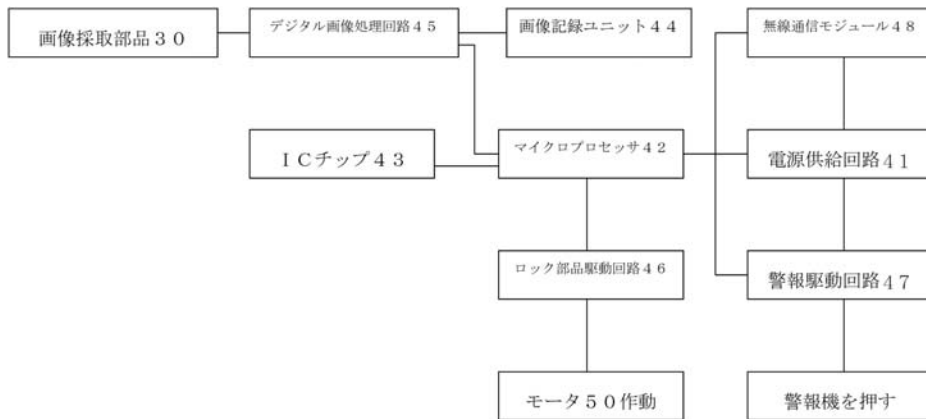 画像採取部品３０
デジタル画像処理回路４５
画像記録ユニット４４
無線通信モジュール４８
ＩＣチップ４３
マイクロプロセッサ４２
電源供給回路４１
ロック部品駆動回路４６
警報駆動回路４７
モータ５０作動
警報機を押す